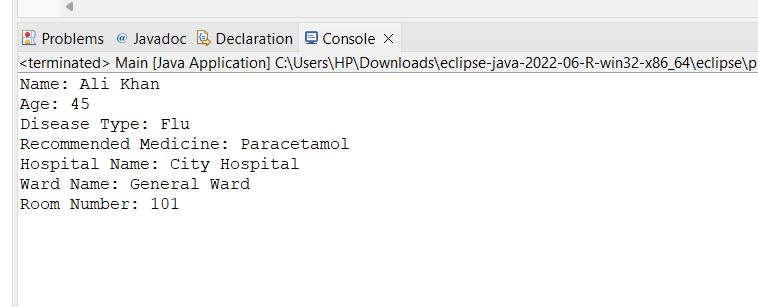 Problems @ Javadoc Declaration Console
<terminated> Main [Java Application] C:\Users\HP\Downloads\eclipse-java-2022-06-R-win32-x86_64\eclipse\p
Name: Ali Khan
Age: 45
Disease Type: Flu
Recommended Medicine: Paracetamol
Hospital Name: City Hospital
Ward Name: General Ward
Room Number: 101